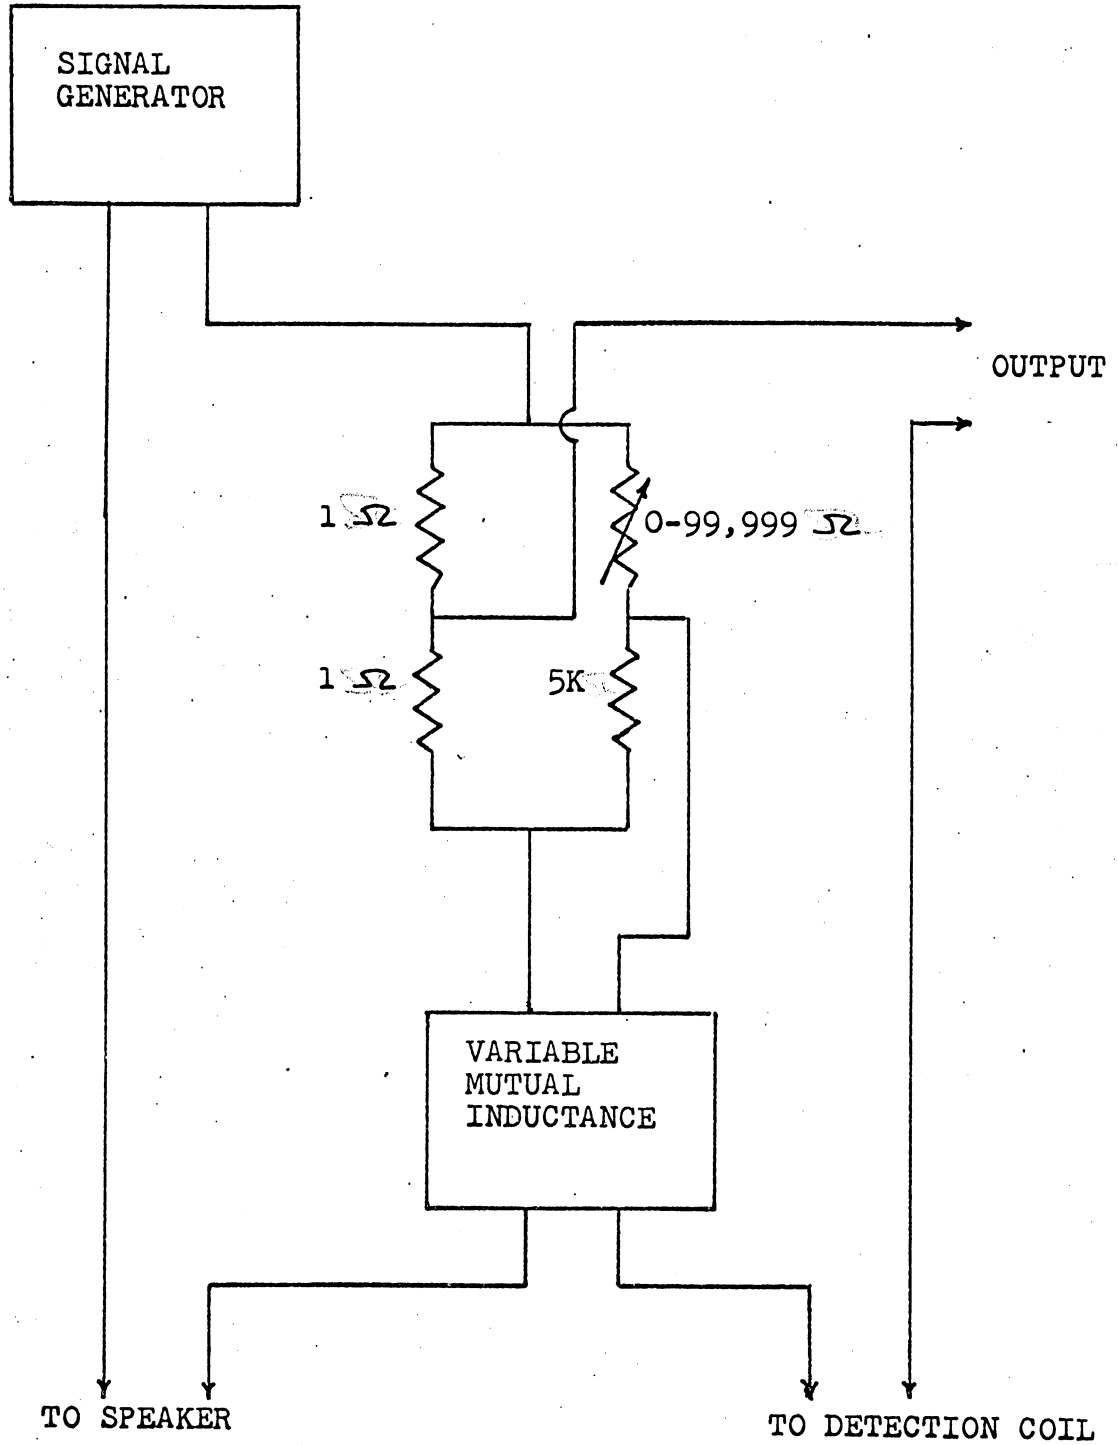 SIGNAL
GENERATOR
OUTPUT
1 Ω
0-99,999 Ω
1 Ω
5K
VARIABLE
MUTUAL
INDUCTANCE
TO SPEAKER
TO DETECTION COIL